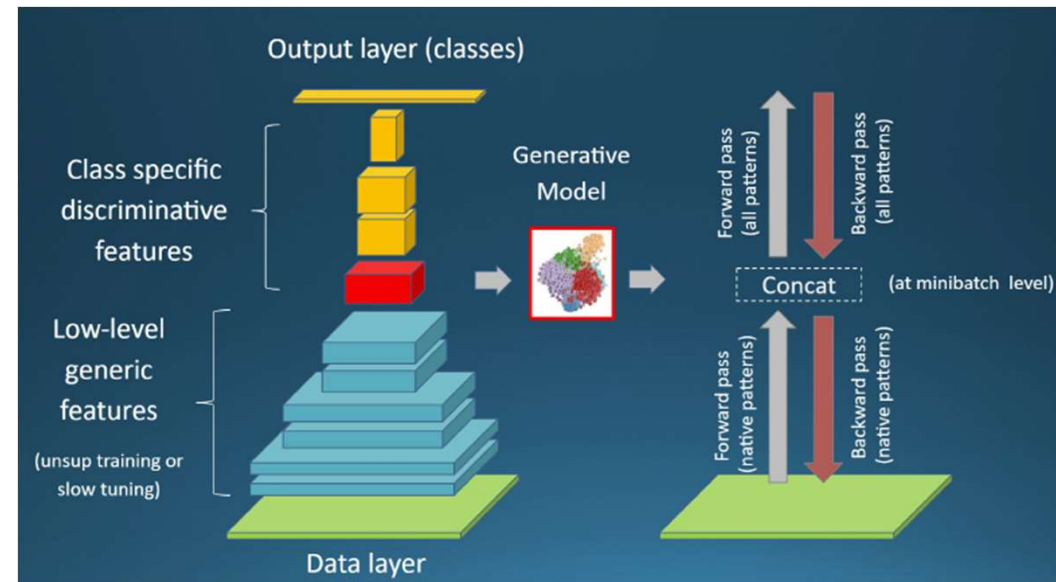 Output layer (classes)
Class specific
discriminative
features
Low-level
generic
features
(unsup training or
slow tuning)
Data layer
Generative
Model
Forward pass
(all patterns)
Backward pass
(all patterns)
Concat
(at minibatch level)
Forward pass
(native patterns)
Backward pass
(native patterns)